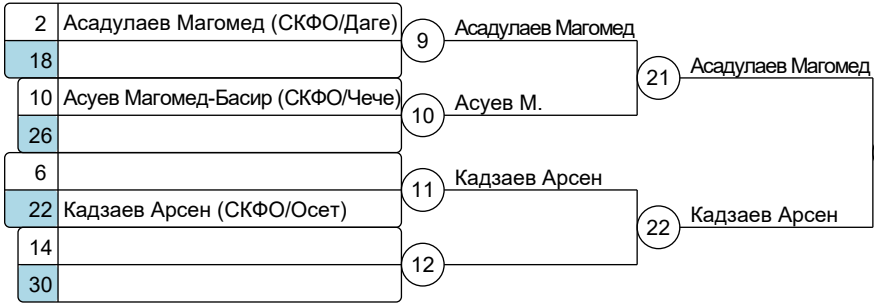 2 Асадулаев Магомед (СКФО/Даге)
18
9
Асадулаев Магомед
10 Асуев Магомед-Басир (СКФО/Чече)
26
10
Асуев М.
21
Асадулаев Магомед
6
22 Кадзаев Арсен (СКФО/Осет)
11
Кадзаев Арсен
14
30
12
22
Кадзаев Арсен